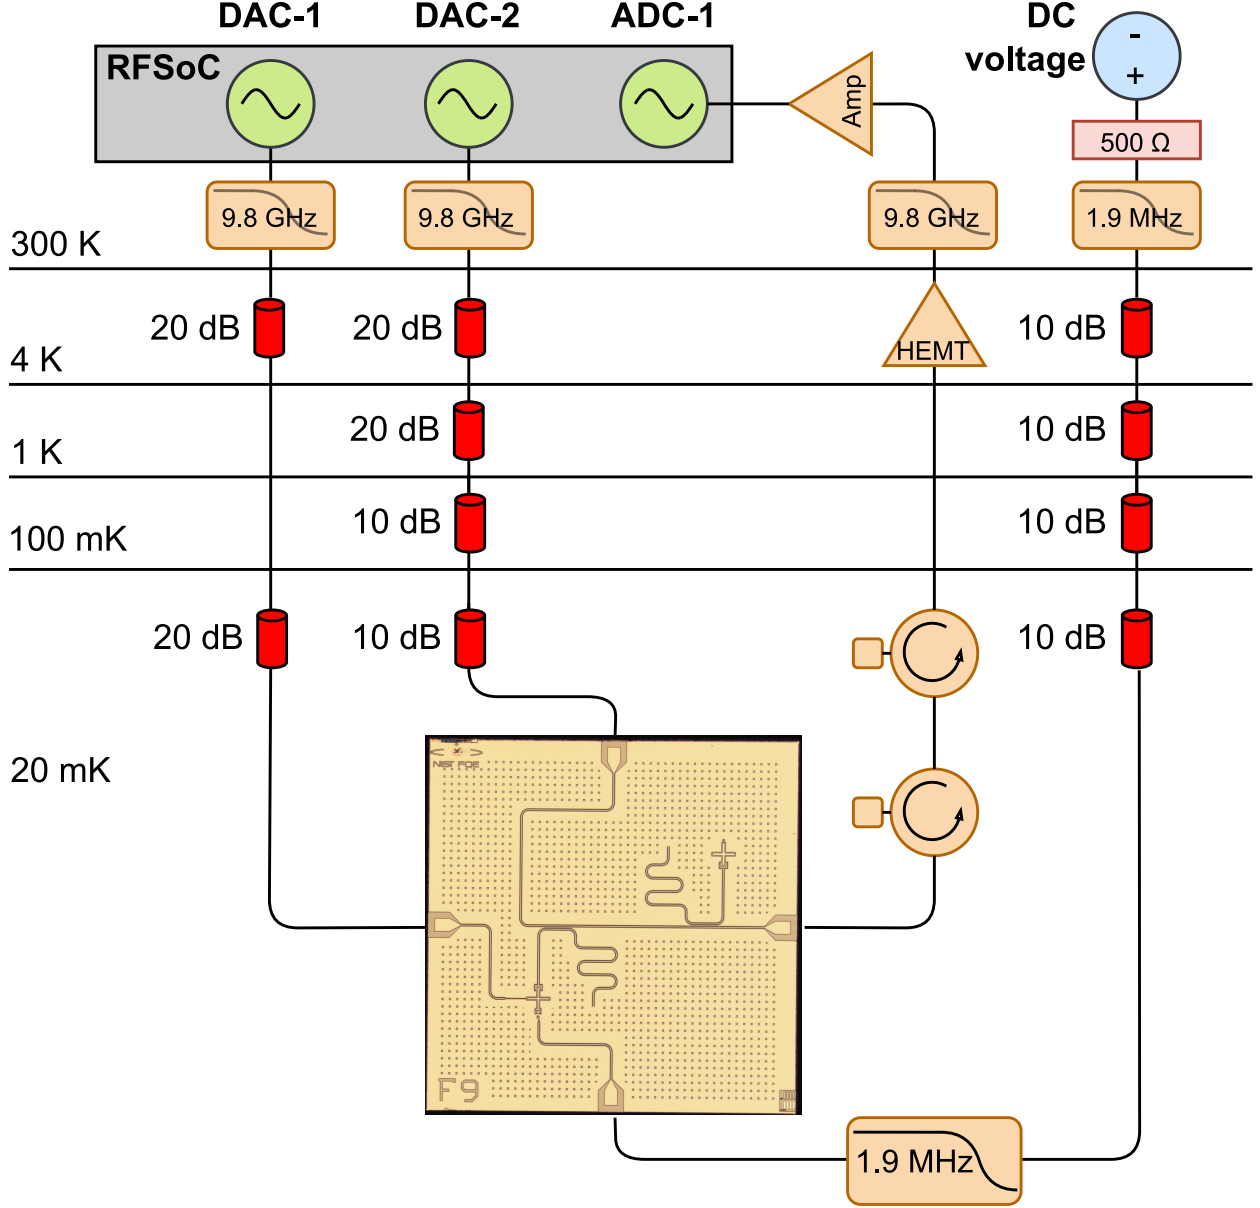 DAC-1 DAC-2 ADC-1 DC
voltage
RFSoC
-
+
Amp
500 Ω
9.8 GHz 9.8 GHz 9.8 GHz 1.9 MHz
300 K
20 dB 20 dB 10 dB
HEMT
4 K
20 dB 10 dB
1 K
10 dB 10 dB
100 mK
20 dB 10 dB 10 dB
20 mK
NIST FQE
F9
1.9 MHz